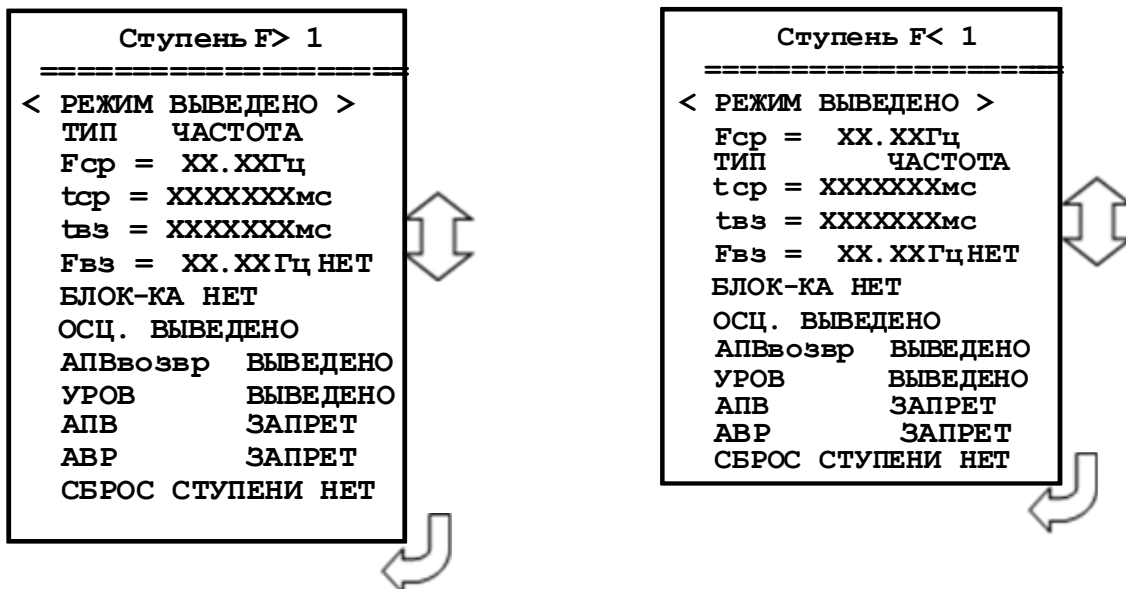 Ступень F> 1
====================
< РЕЖИМ ВЫВЕДЕНО >
ТИП ЧАСТОТА
Fср = XX.XXГц
tср = XXXXXXXмс
tвз = XXXXXXXмс
Fвз = XX.XXГц НЕТ
БЛОК-КА НЕТ
ОСЦ. ВЫВЕДЕНО
АПВвозвр ВЫВЕДЕНО
УРОВ ВЫВЕДЕНО
АПВ ЗАПРЕТ
АВР ЗАПРЕТ
СБРОС СТУПЕНИ НЕТ
Ступень F< 1
====================
< РЕЖИМ ВЫВЕДЕНО >
Fср = XX.XXГц
ТИП ЧАСТОТА
tср = XXXXXXXмс
tвз = XXXXXXXмс
Fвз = XX.XXГц НЕТ
БЛОК-КА НЕТ
ОСЦ. ВЫВЕДЕНО
АПВвозвр ВЫВЕДЕНО
УРОВ ВЫВЕДЕНО
АПВ ЗАПРЕТ
АВР ЗАПРЕТ
СБРОС СТУПЕНИ НЕТ